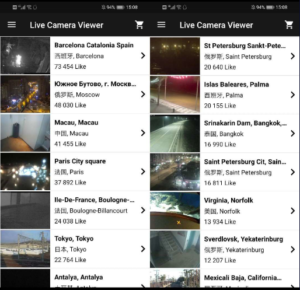 94% 15:08
Live Camera Viewer
Barcelona Catalonia Spain
西班牙, Barcelona
73 454 Like
Южное Бутово, г. Москв...
俄罗斯, Moscow
48 030 Like
Macau, Macau
中国, Macau
41 455 Like
Paris City square
法国, Paris
37 892 Like
Ile-De-France, Boulogne-...
法国, Boulogne-Billancourt
24 038 Like
Tokyo, Tokyo
日本, Tokyo
22 764 Like
Antalya, Antalya
94% 15:08
Live Camera Viewer
St Petersburg Sankt-Pete...
俄罗斯, Saint Petersburg
20 640 Like
Islas Baleares, Palma
西班牙, Palma
20 155 Like
Srinakarin Dam, Bangkok,...
泰国, Bangkok
16 990 Like
Saint Petersburg Cit, Sain...
俄罗斯, Saint Petersburg
16 811 Like
Virginia, Norfolk
美国, Norfolk
13 934 Like
Sverdlovsk, Yekaterinburg
俄罗斯, Yekaterinburg
12 207 Like
Mexicali Baja, California...